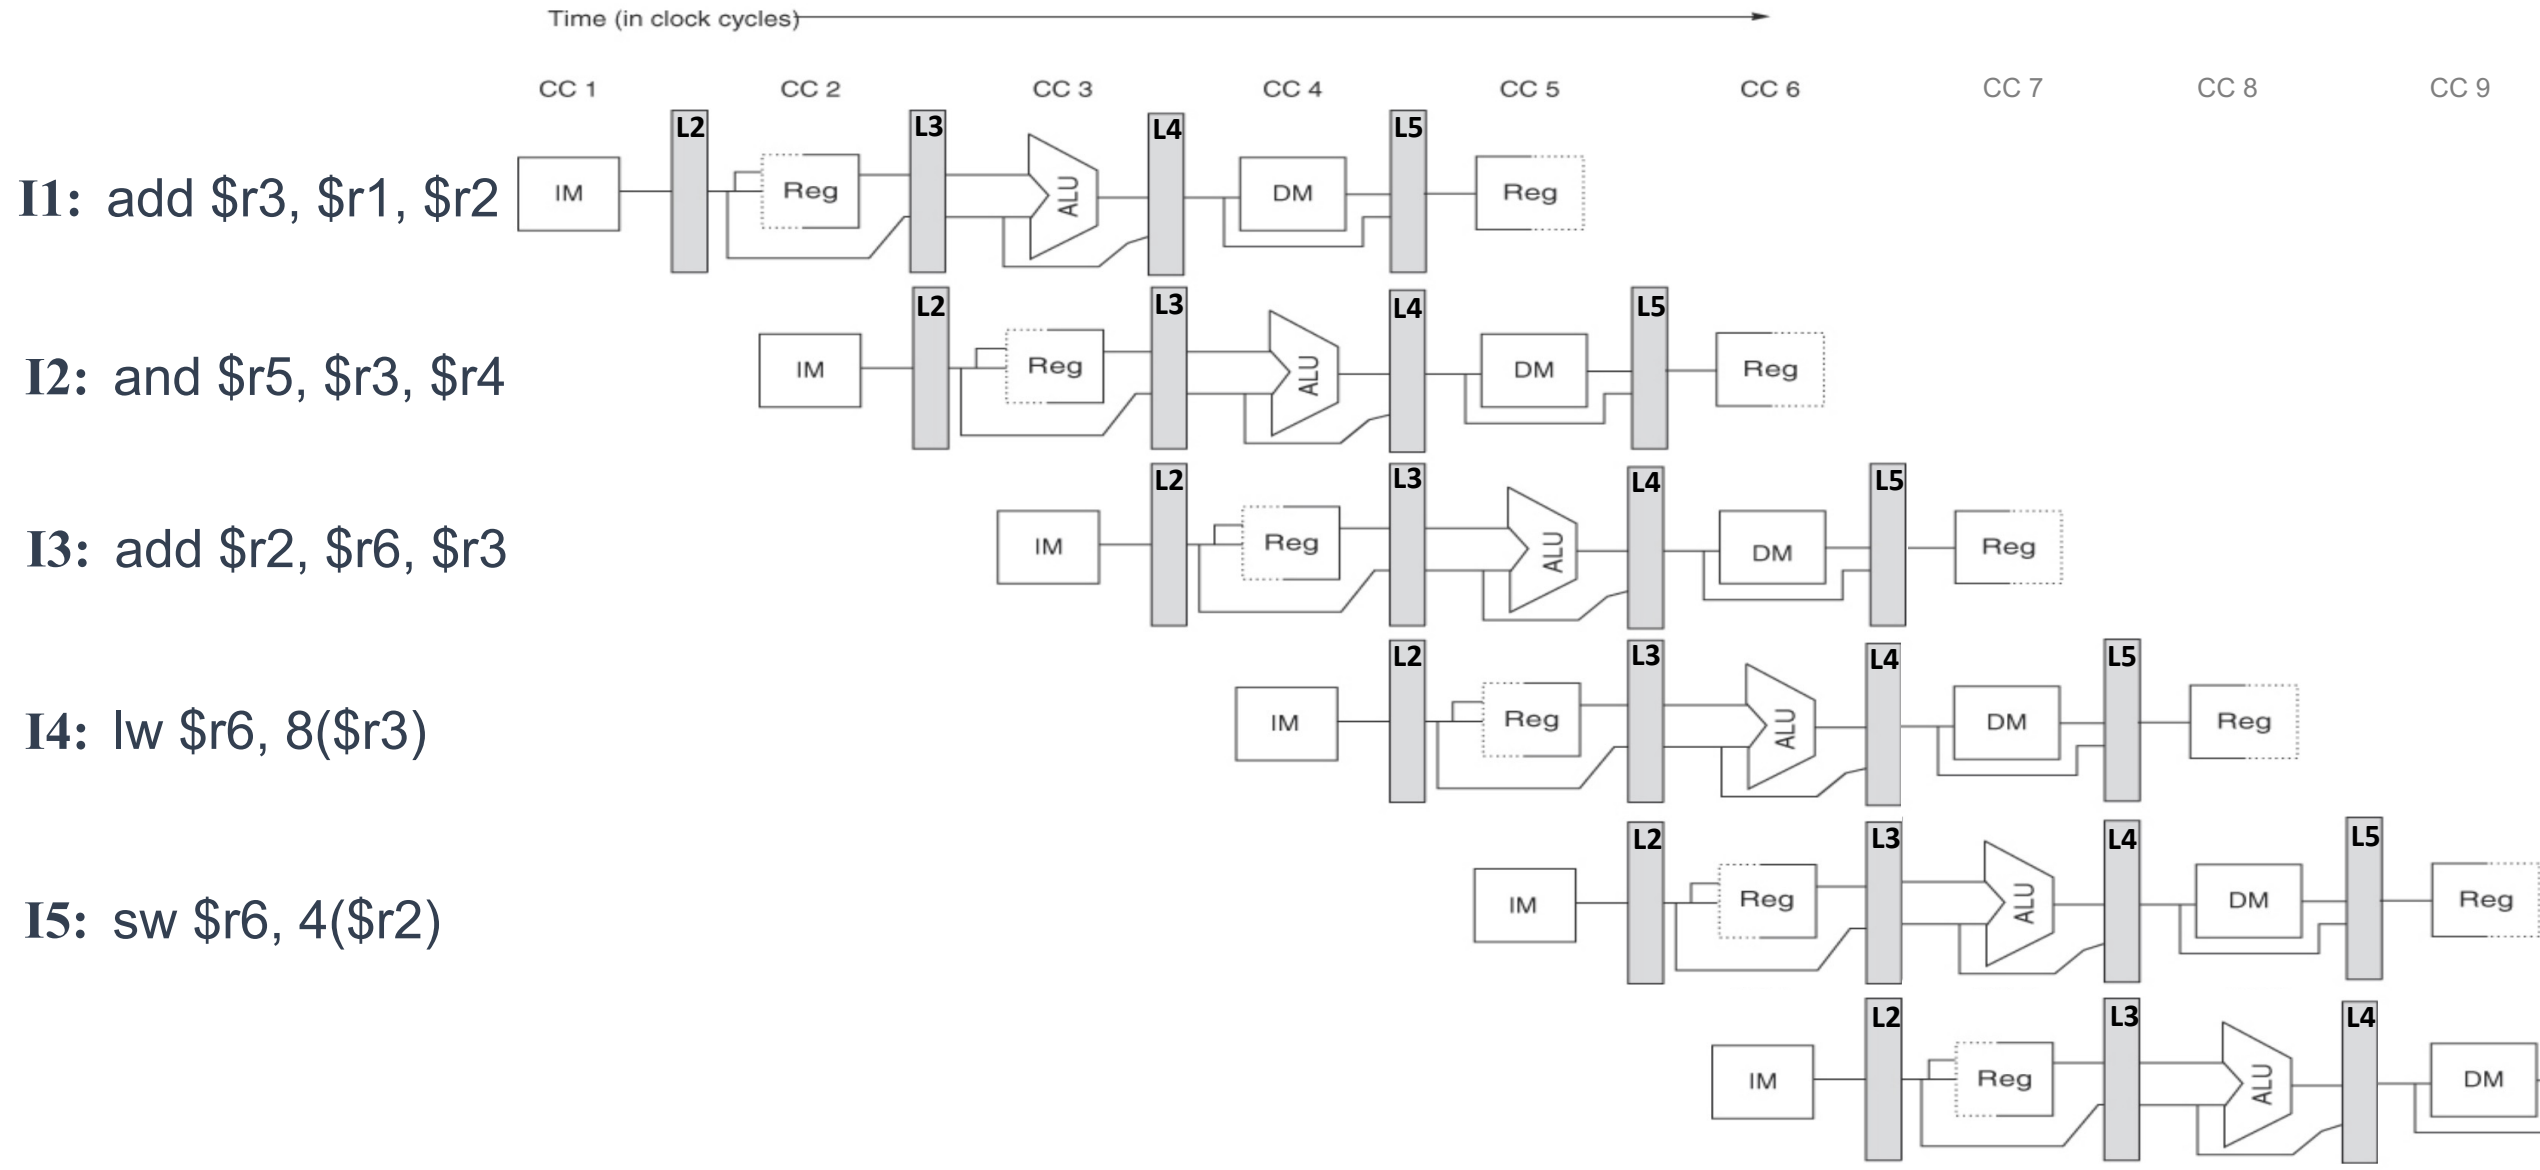 Time (in clock cycles)
CC 1 CC 2 CC 3 CC 4 CC 5 CC 6 CC 7 CC 8 CC 9
L2 L3 L4 L5
I1: add $r3, $r1, $r2 IM Reg ALU DM Reg
L2 L3 L4 L5
I2: and $r5, $r3, $r4 IM Reg ALU DM Reg
L2 L3 L4 L5
I3: add $r2, $r6, $r3 IM Reg ALU DM Reg
L2 L3 L4 L5
I4: lw $r6, 8($r3) IM Reg ALU DM Reg
L2 L3 L4 L5
I5: sw $r6, 4($r2) IM Reg ALU DM Reg
L2 L3 L4
IM Reg ALU DM